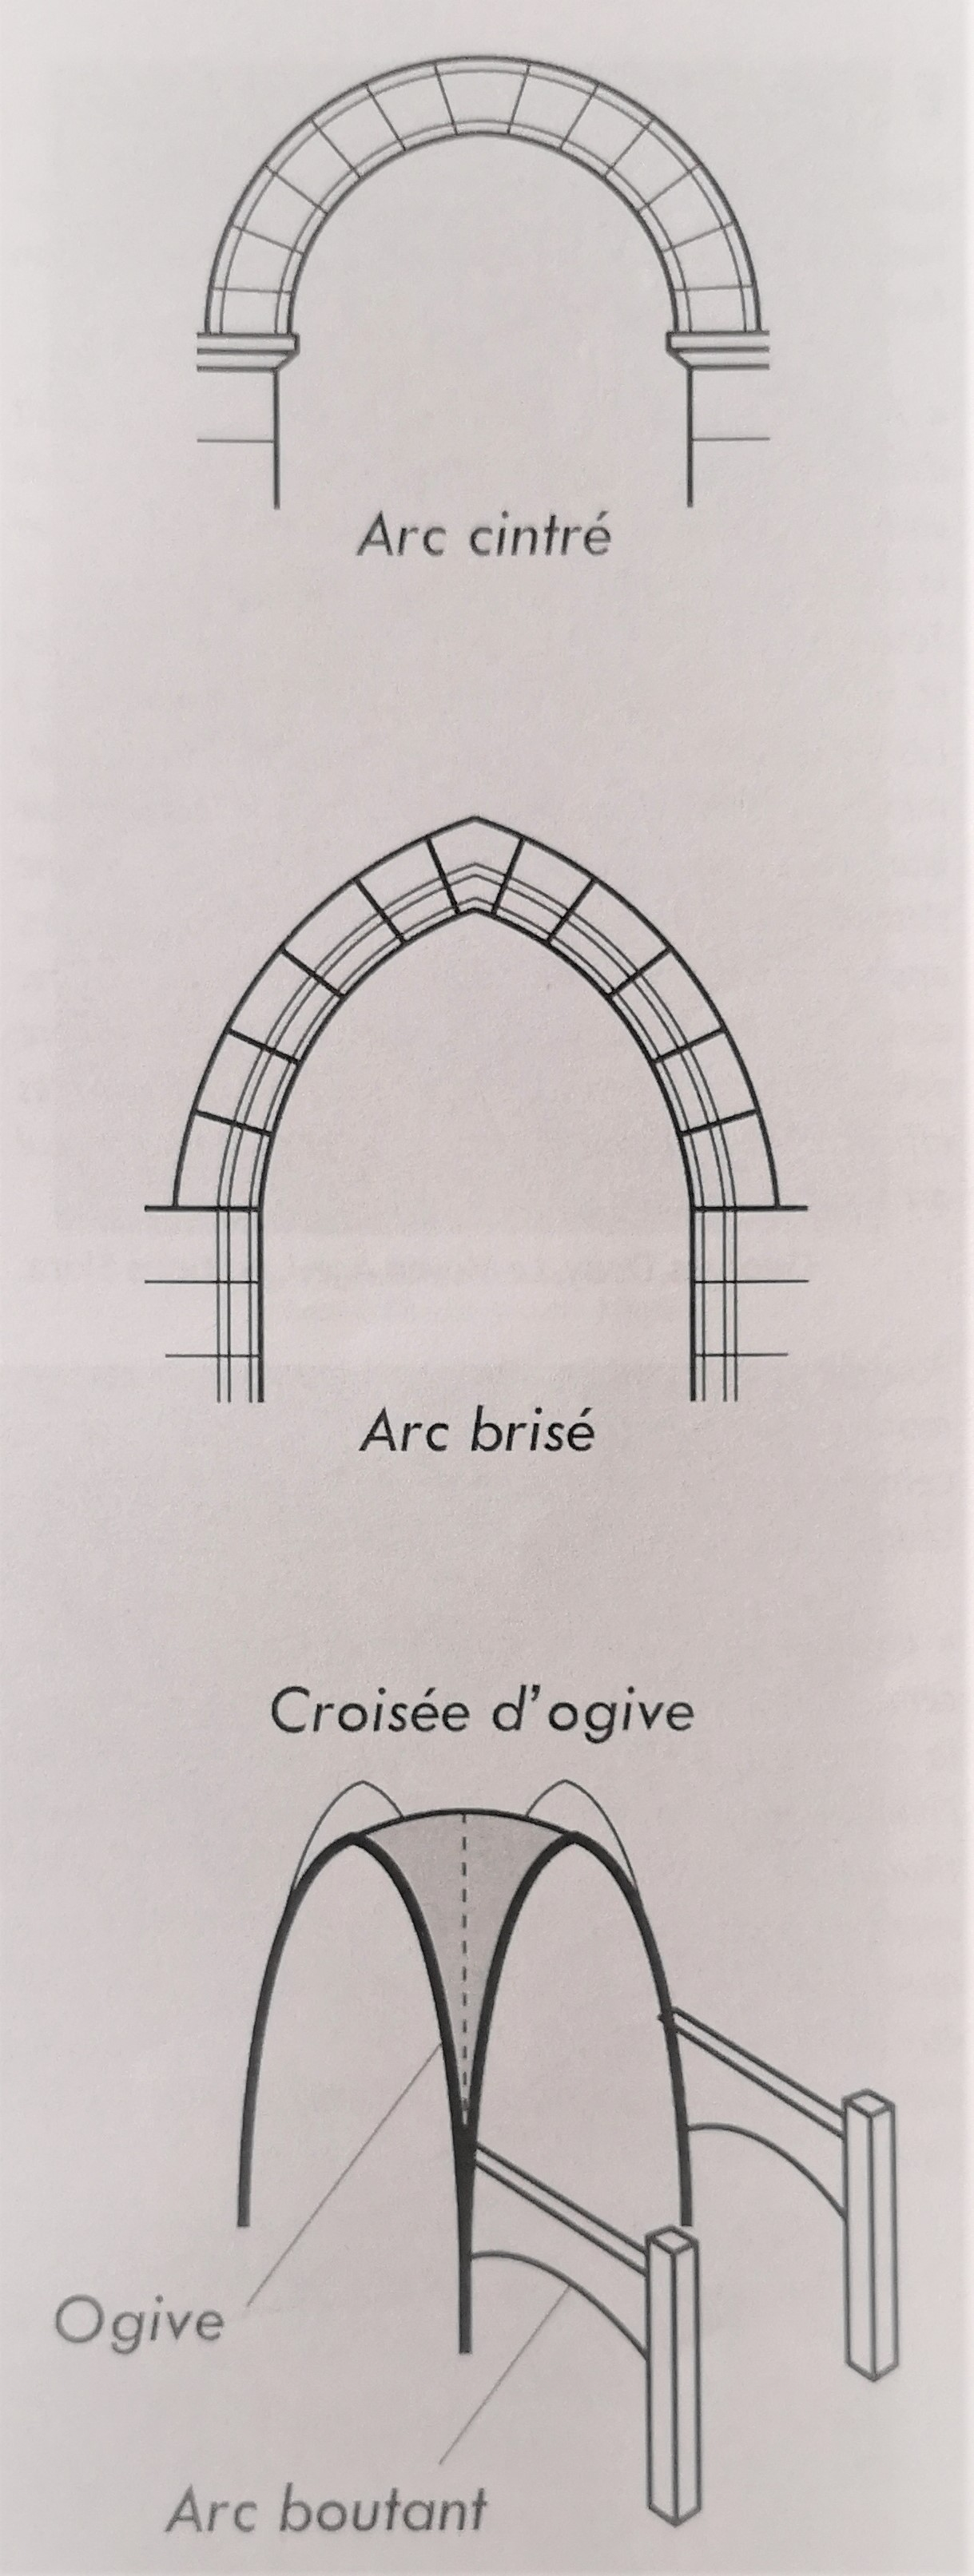 Arc cintré
Arc brisé
Croisée d'ogive
Ogive
Arc boutant